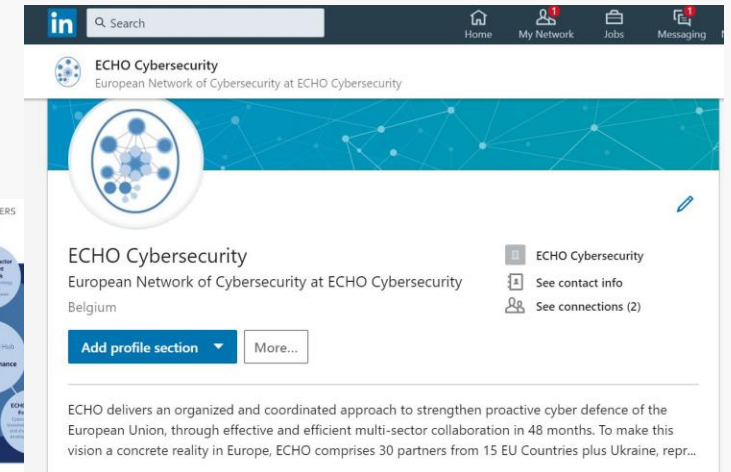 in
Search
1
1
Home My Network Jobs Messaging
ECHO Cybersecurity
European Network of Cybersecurity at ECHO Cybersecurity
ERS
ECHO Cybersecurity
European Network of Cybersecurity at ECHO Cybersecurity
Belgium
ECHO Cybersecurity
See contact info
See connections (2)
Add profile section More...
Hub
ECHO delivers an organized and coordinated approach to strengthen proactive cyber defence of the
European Union, through effective and efficient multi-sector collaboration in 48 months. To make this
vision a concrete reality in Europe, ECHO comprises 30 partners from 15 EU Countries plus Ukraine, repr...